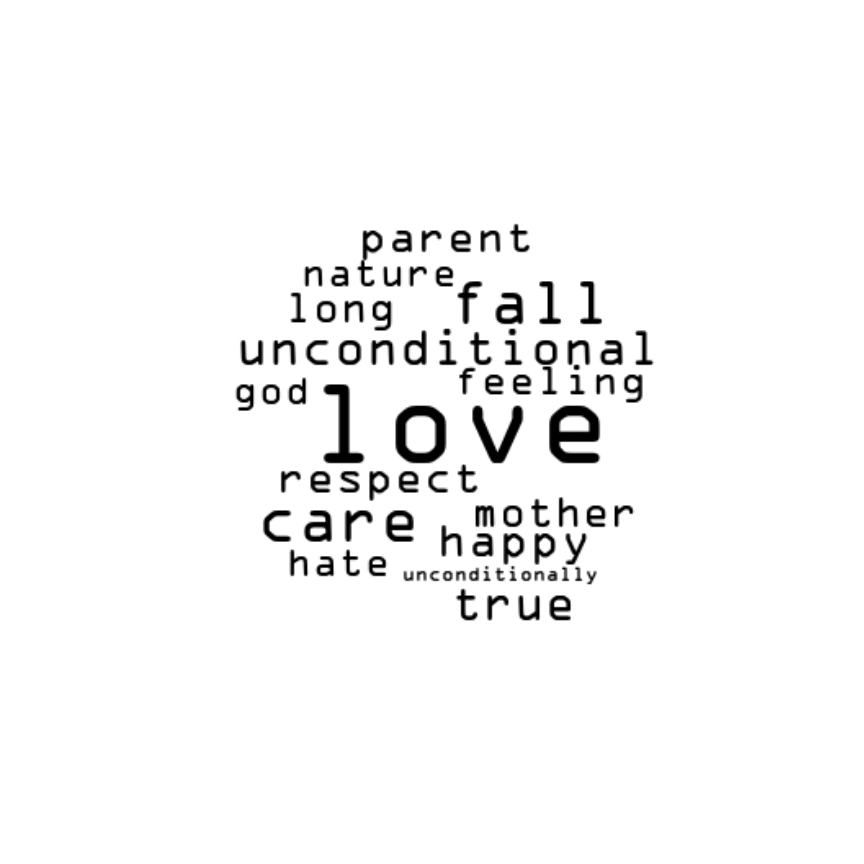 parent
nature
long fall
unconditional
god feeling
love
respect
care mother
happy
hate unconditionally
true